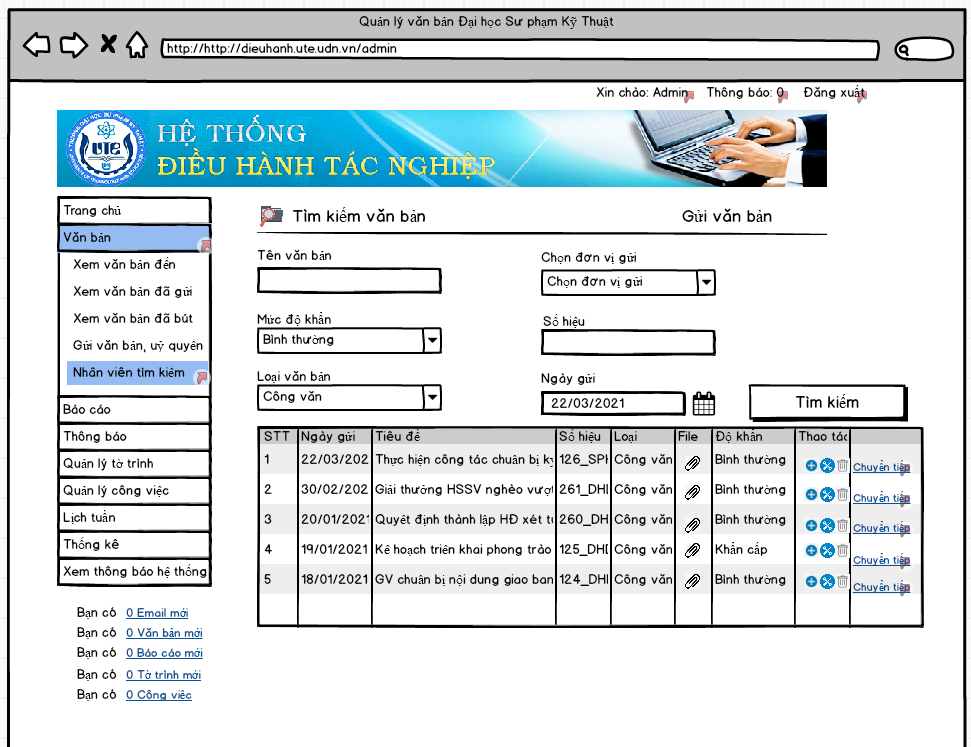 Quản lý văn bản Đại học Sư phạm Kỹ Thuật
http://http://dieuhanh.ute.udn.vn/admin
Xin chào: Admin Thông báo: 0 Đăng xuất
UTE
HỆ THỐNG
ĐIỀU HÀNH TÁC NGHIỆP
Trang chủ
Văn bản
Xem văn bản đến
Xem văn bản đã gửi
Xem văn bản đã bút
Gửi văn bản, uỷ quyền
Nhân viên tìm kiếm
Báo cáo
Thông báo
Quản lý tờ trình
Quản lý công việc
Lịch tuần
Thống kê
Xem thông báo hệ thống
Bạn có 0 Email mới
Bạn có 0 Văn bản mới
Bạn có 0 Báo cáo mới
Bạn có 0 Tờ trình mới
Bạn có 0 Công việc
Tìm kiếm văn bản Gửi văn bản
Tên văn bản Chọn đơn vị gửi
Chọn đơn vị gửi
Mức độ khẩn Số hiệu
Bình thường
Loại văn bản Ngày gửi
Công văn 22/03/2021 Tìm kiếm
STT Ngày gửi Tiêu đề Số hiệu Loại File Độ khẩn Thao tác
1 22/03/202 Thực hiện công tác chuẩn bị kỳ 126_SPH Công văn Bình thường Chuyển tiếp
2 30/02/202 Giải thưởng HSSV nghèo vượt 261_DHI Công văn Bình thường Chuyển tiếp
3 20/01/2021 Quyết định thành lập HĐ xét tu 260_DH Công văn Bình thường Chuyển tiếp
4 19/01/2021 Kế hoạch triển khai phong trào 125_DHI Công văn Khẩn cấp Chuyển tiếp
5 18/01/2021 GV chuẩn bị nội dung giao ban 124_DHI Công văn Bình thường Chuyển tiếp